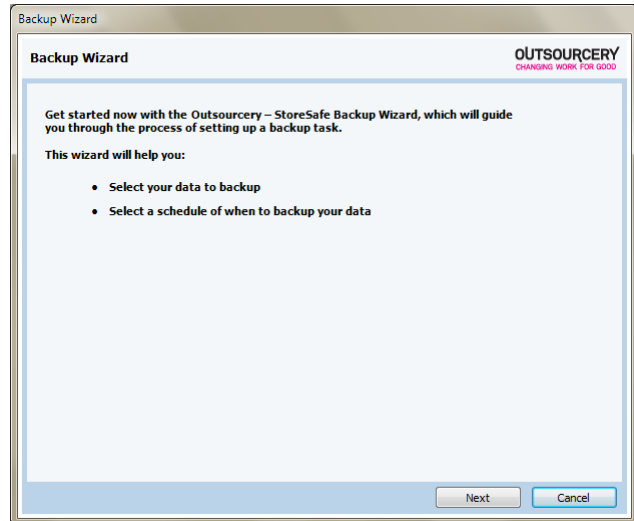 Backup Wizard
Backup Wizard
OUTSOURCERY
CHANGING WORK FOR GOOD
Get started now with the Outsourcery – StoreSafe Backup Wizard, which will guide
you through the process of setting up a backup task.
This wizard will help you:
• Select your data to backup
• Select a schedule of when to backup your data
Next
Cancel